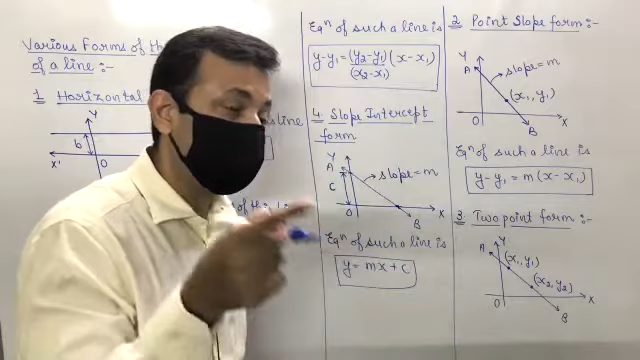 Various Forms of th
of a line :-
1. Horizontal
line
Y
b
X'
O
of this li
2. Point Slope form :-
Y
A
slope = m
(x₁, y₁)
O
X
B
Eqⁿ of such a line is
y - y₁ = m(x - x₁)
3. Two point form :-
Y
A
(x₁, y₁)
(x₂, y₂)
O
X
B
Eqⁿ of such a line is
y - y₁ = (y₂ - y₁) (x - x₁)
(x₂ - x₁)
4. Slope Intercept
form
Y
A
slope = m
C
O
X
B
Eqⁿ of such a line is
y = mx + c